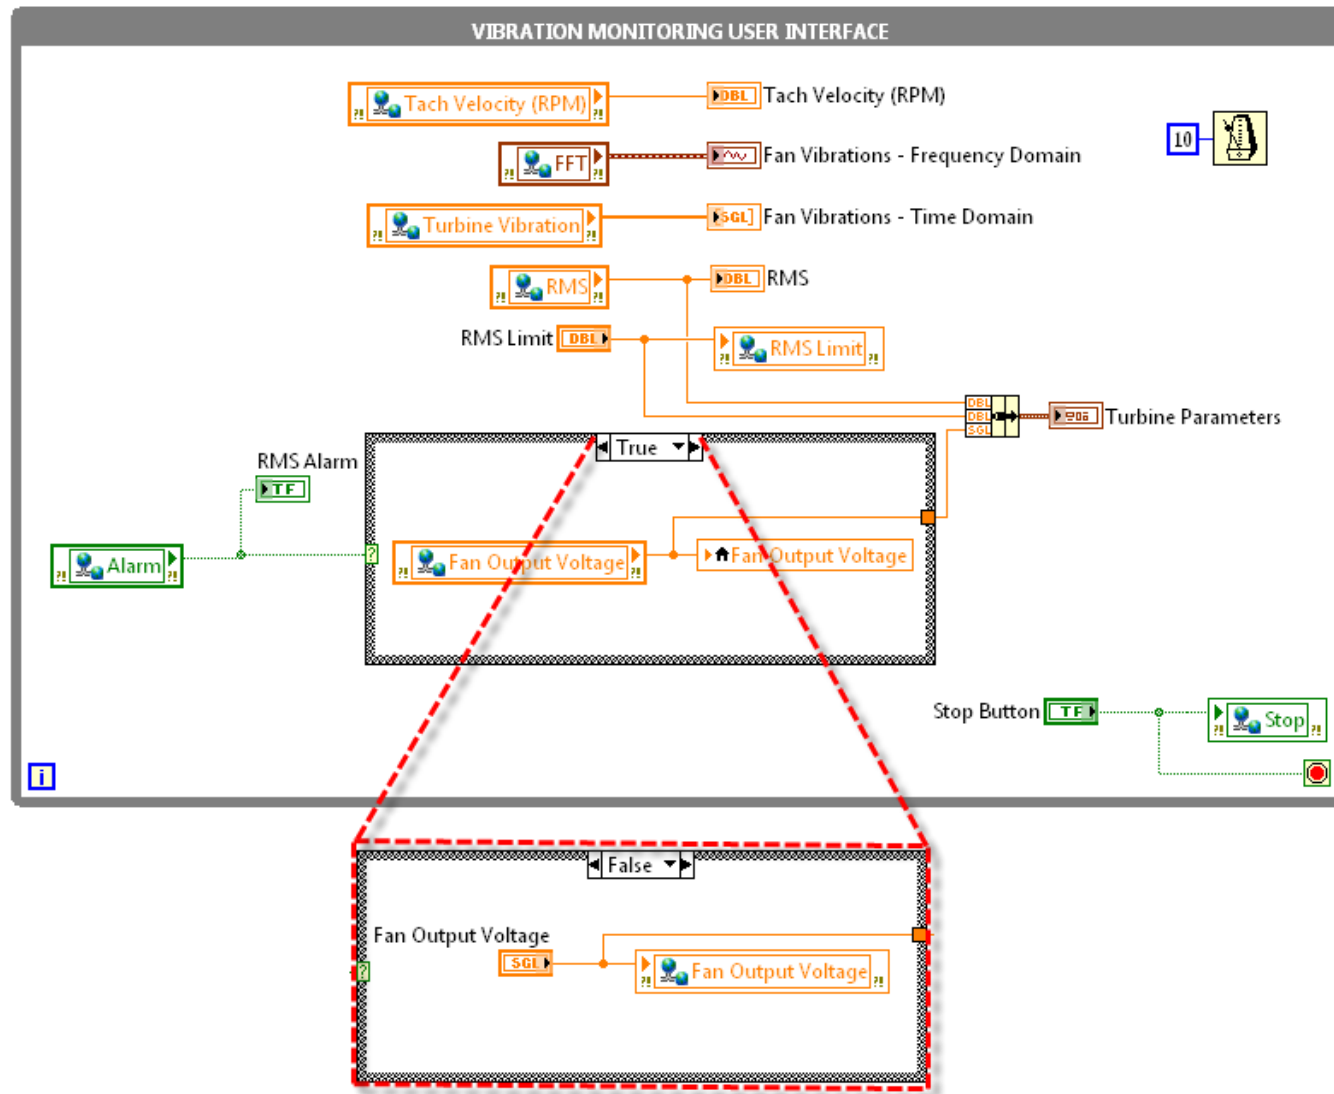 VIBRATION MONITORING USER INTERFACE
Tach Velocity (RPM)
DBL
Tach Velocity (RPM)
10
FFT
Fan Vibrations - Frequency Domain
Turbine Vibration
SGL
Fan Vibrations - Time Domain
RMS
DBL
RMS
RMS Limit
DBL
RMS Limit
DBL
DBL
SGL
Turbine Parameters
True
RMS Alarm
TF
Alarm
?
Fan Output Voltage
Fan Output Voltage
Stop Button
TF
Stop
i
False
Fan Output Voltage
SGL
?
Fan Output Voltage